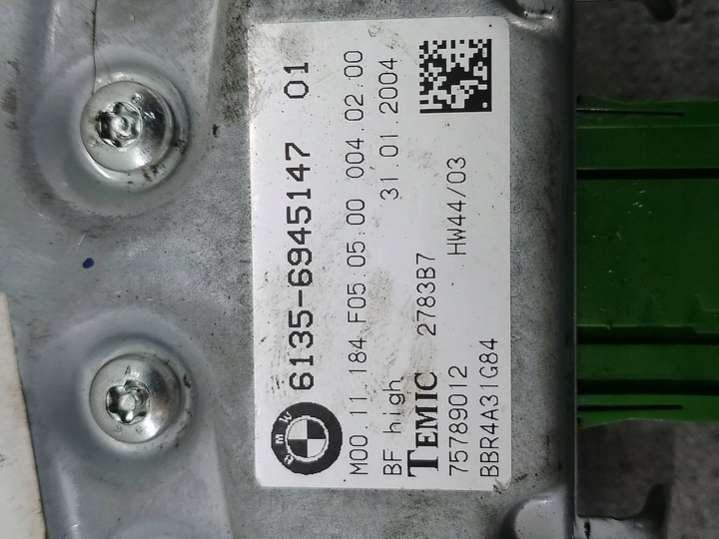 BMW 6135-6945147 01
M00 11.184 F05.05:00 004.02:00
BF high 31.01.2004
TEMIC 2783B7
75789012 HW44/03
BBR4A31G84